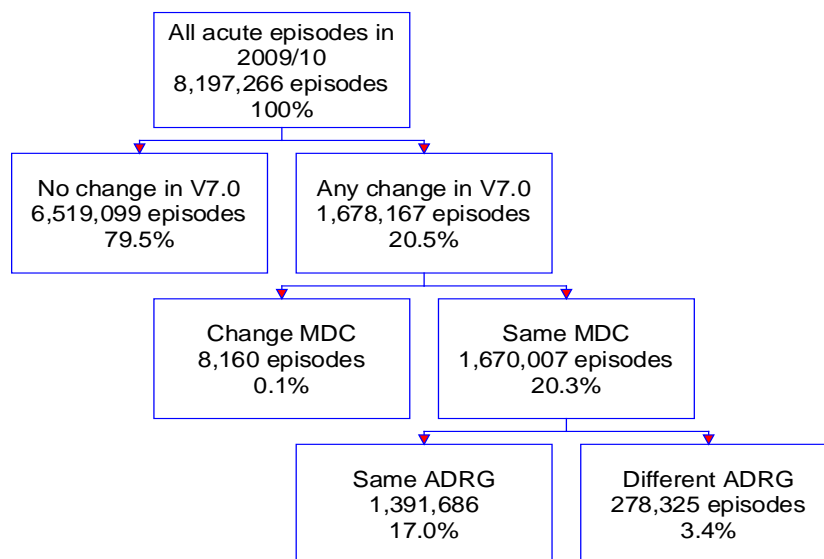 All acute episodes in
2009/10
8,197,266 episodes
100%
No change in V7.0
6,519,099 episodes
79.5%
Any change in V7.0
1,678,167 episodes
20.5%
Change MDC
8,160 episodes
0.1%
Same MDC
1,670,007 episodes
20.3%
Same ADRG
1,391,686
17.0%
Different ADRG
278,325 episodes
3.4%